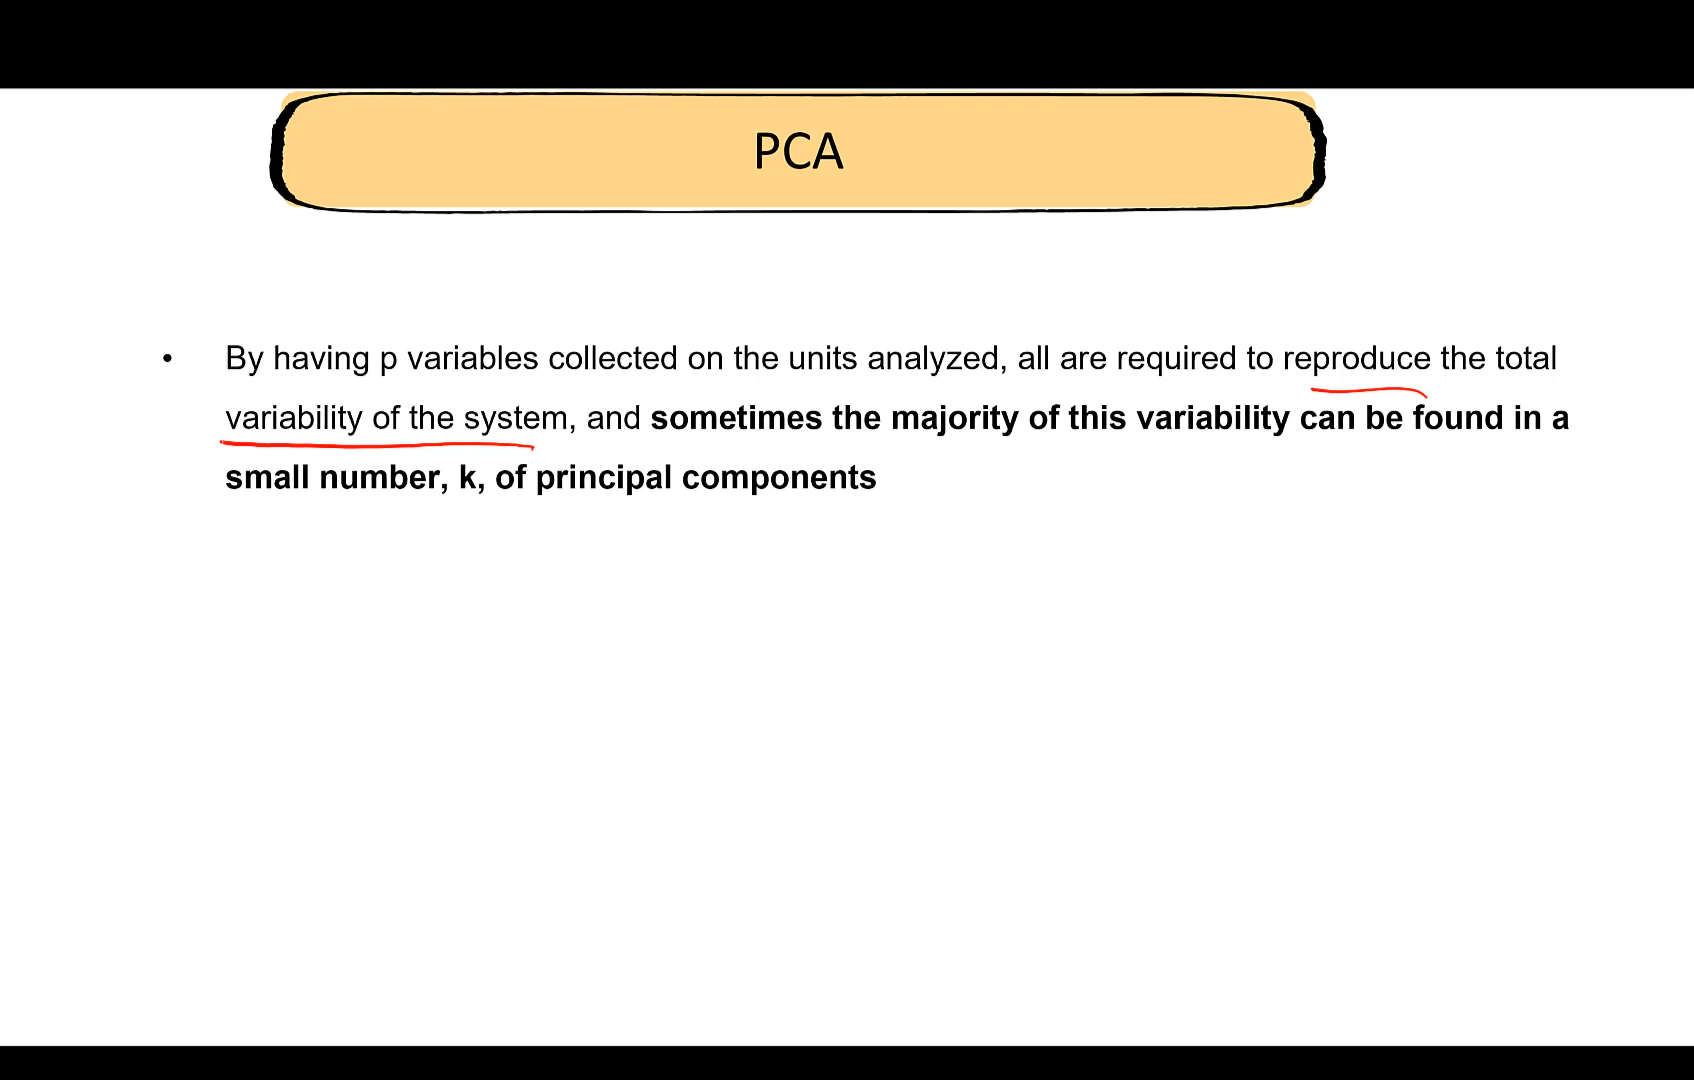 PCA
• By having p variables collected on the units analyzed, all are required to reproduce the total
variability of the system, and sometimes the majority of this variability can be found in a
small number, k, of principal components